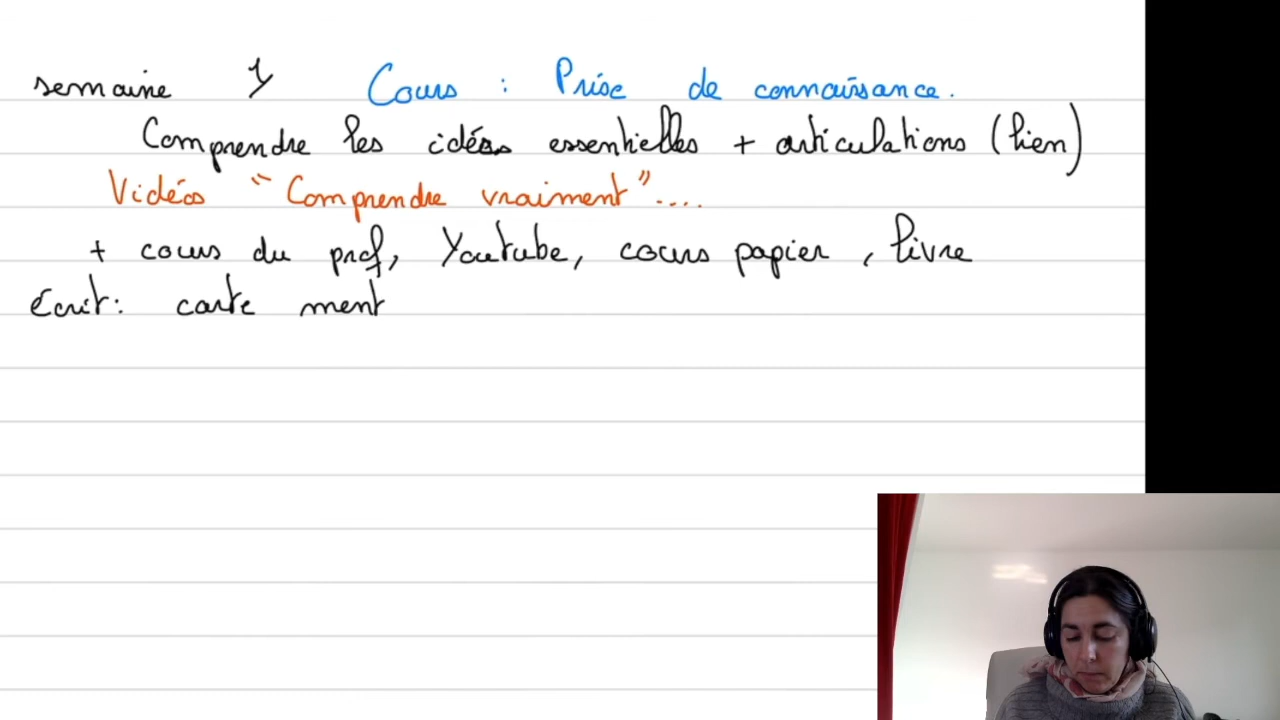 semaine 1 Cours : Prise de connaissance.
Comprendre les idées essentielles + articulations (lien)
Vidéos "Comprendre vraiment"....
+ cours du prof, Youtube, cours papier, livre
écrit: carte ment